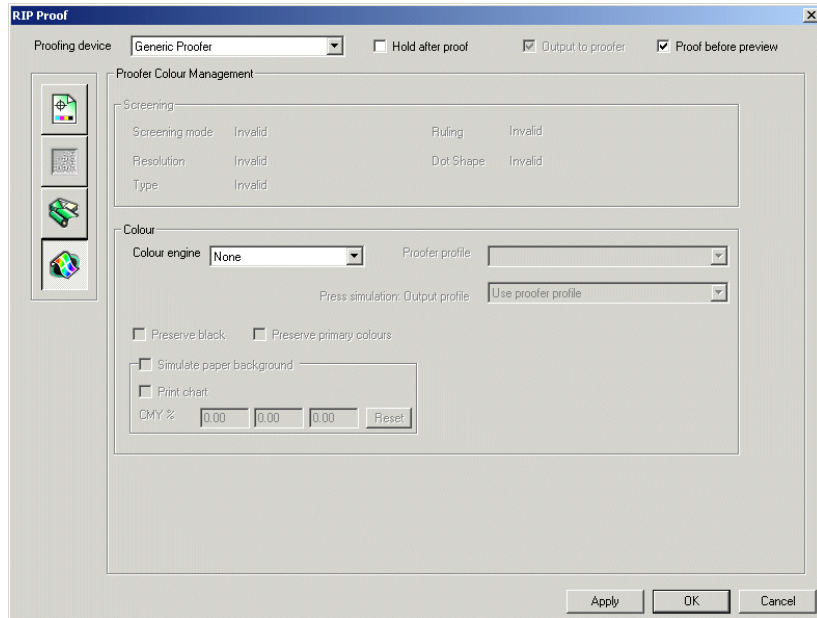 RIP Proof
Proofing device Generic Proofer Hold after proof Output to proofer Proof before preview
Proofer Colour Management
Screening
Screening mode Invalid Ruling Invalid
Resolution Invalid Dot Shape Invalid
Type Invalid
Colour
Colour engine None Proofer profile
Press simulation: Output profile Use proofer profile
Preserve black Preserve primary colours
Simulate paper background
Print chart
CMY % 0.00 0.00 0.00 Reset
Apply OK Cancel